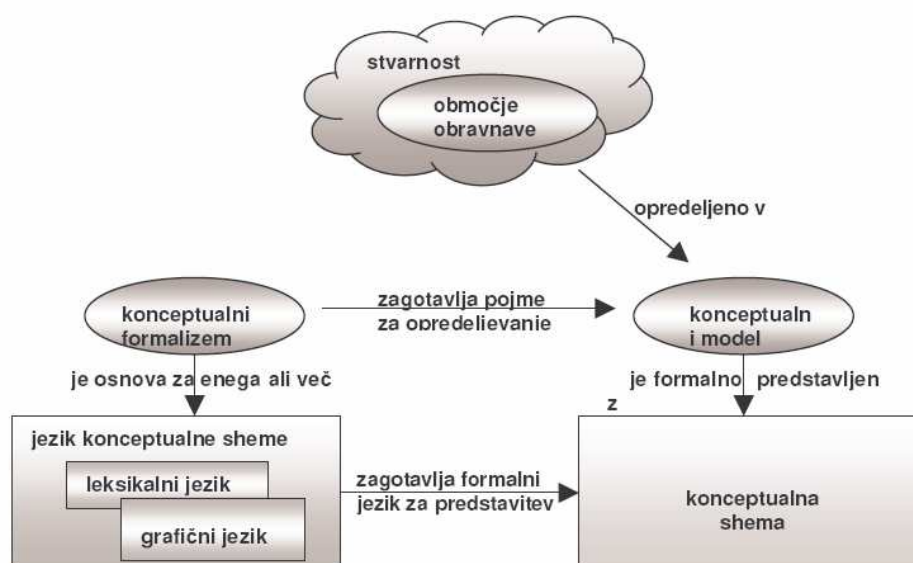 stvarnost
območje
obravnave
opredeljeno v
konceptualni
formalizem
zagotavlja pojme
za opredeljevanje
konceptualn
i model
je osnova za enega ali več
je formalno predstavljen
z
jezik konceptualne sheme
leksikalni jezik
grafični jezik
zagotavlja formalni
jezik za predstavitev
konceptualna
shema